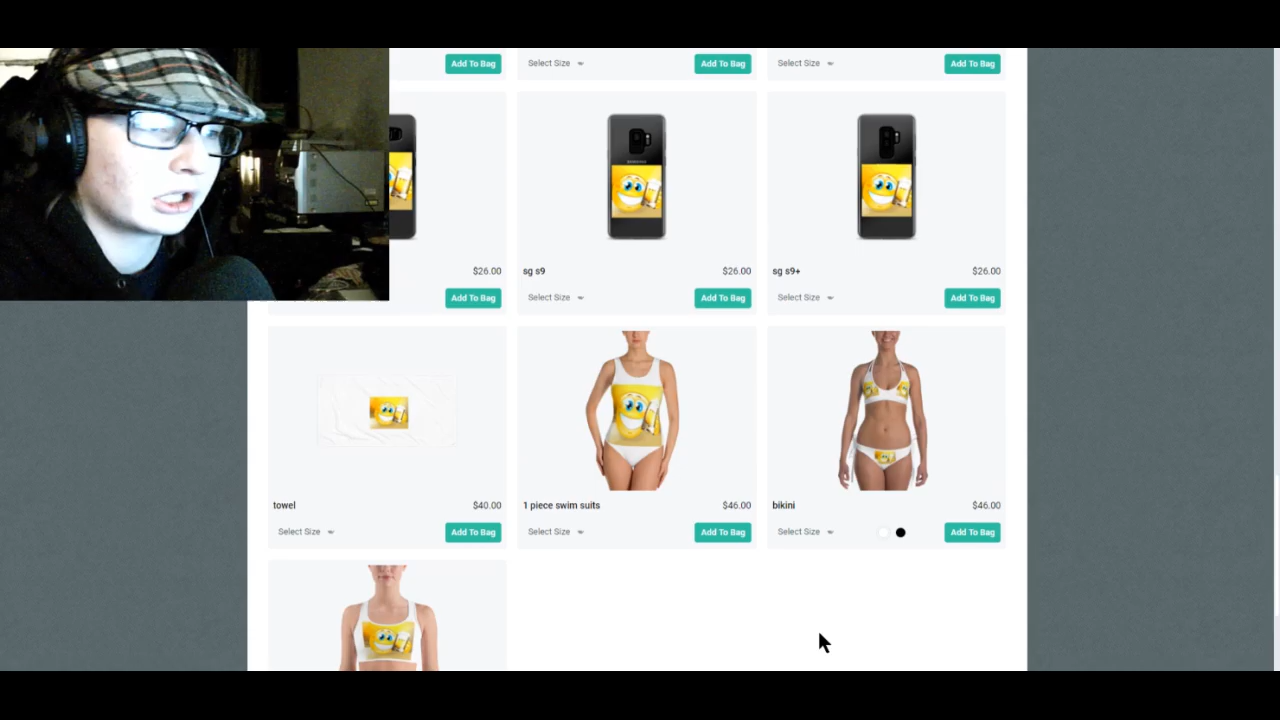 Add To Bag
Select Size
Add To Bag
Select Size
Add To Bag
$26.00
sg s9
$26.00
sg s9+
$26.00
Add To Bag
Select Size
Add To Bag
Select Size
Add To Bag
towel
$40.00
1 piece swim suits
$46.00
bikini
$46.00
Select Size
Add To Bag
Select Size
Add To Bag
Select Size
Add To Bag